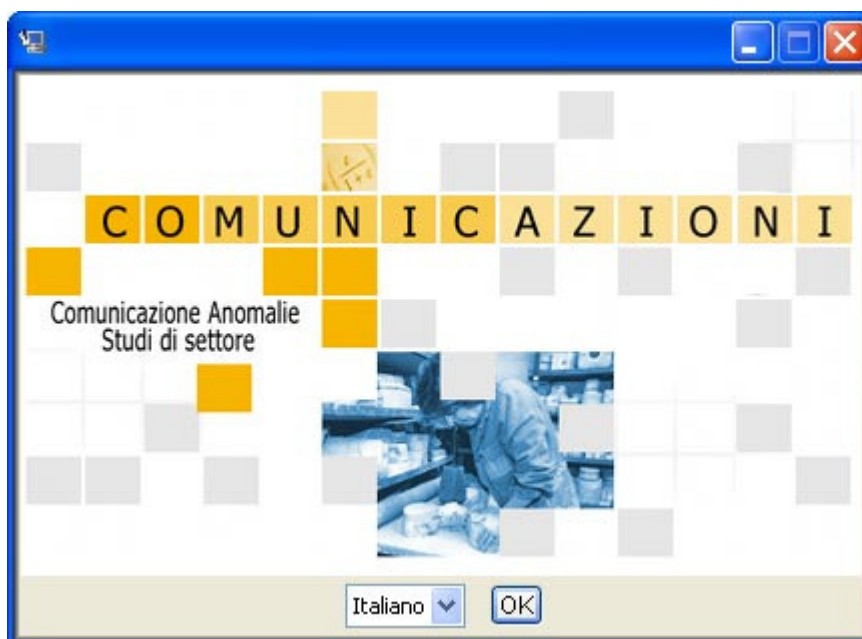 COMUNICAZIONI
Comunicazione Anomalie
Studi di settore
Italiano
OK